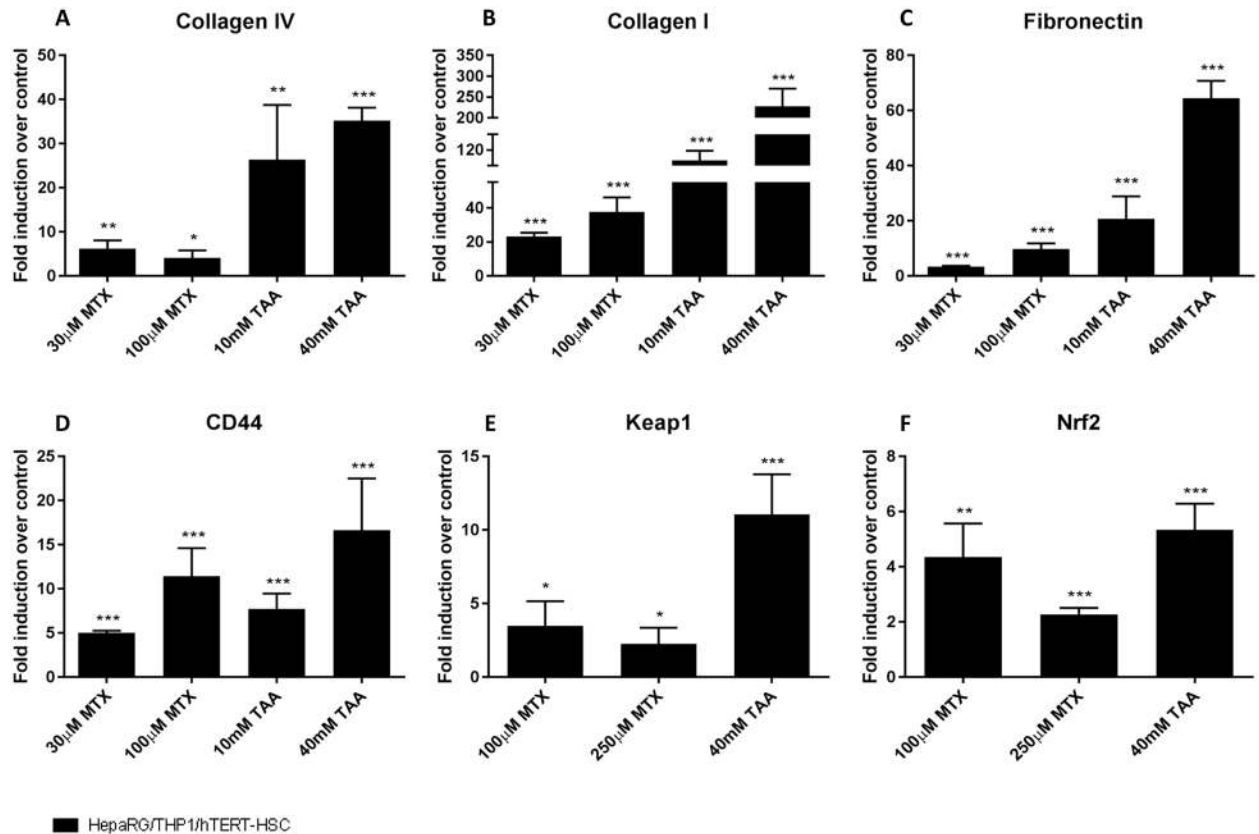 A Collagen IV
Fold induction over control
50
40
30
20
10
0
** * ** ***
30µM MTX
100µM MTX
10mM TAA
40mM TAA
B Collagen I
Fold induction over control
350
300
250
200
120
40
20
0
*** *** *** ***
30µM MTX
100µM MTX
10mM TAA
40mM TAA
C Fibronectin
Fold induction over control
80
60
40
20
0
*** *** *** ***
30µM MTX
100µM MTX
10mM TAA
40mM TAA
D CD44
Fold induction over control
25
20
15
10
5
0
*** *** *** ***
30µM MTX
100µM MTX
10mM TAA
40mM TAA
E Keap1
Fold induction over control
15
10
5
0
* * ***
100µM MTX
250µM MTX
40mM TAA
F Nrf2
Fold induction over control
8
6
4
2
0
** *** ***
100µM MTX
250µM MTX
40mM TAA
HepaRG/THP1/hTERT-HSC